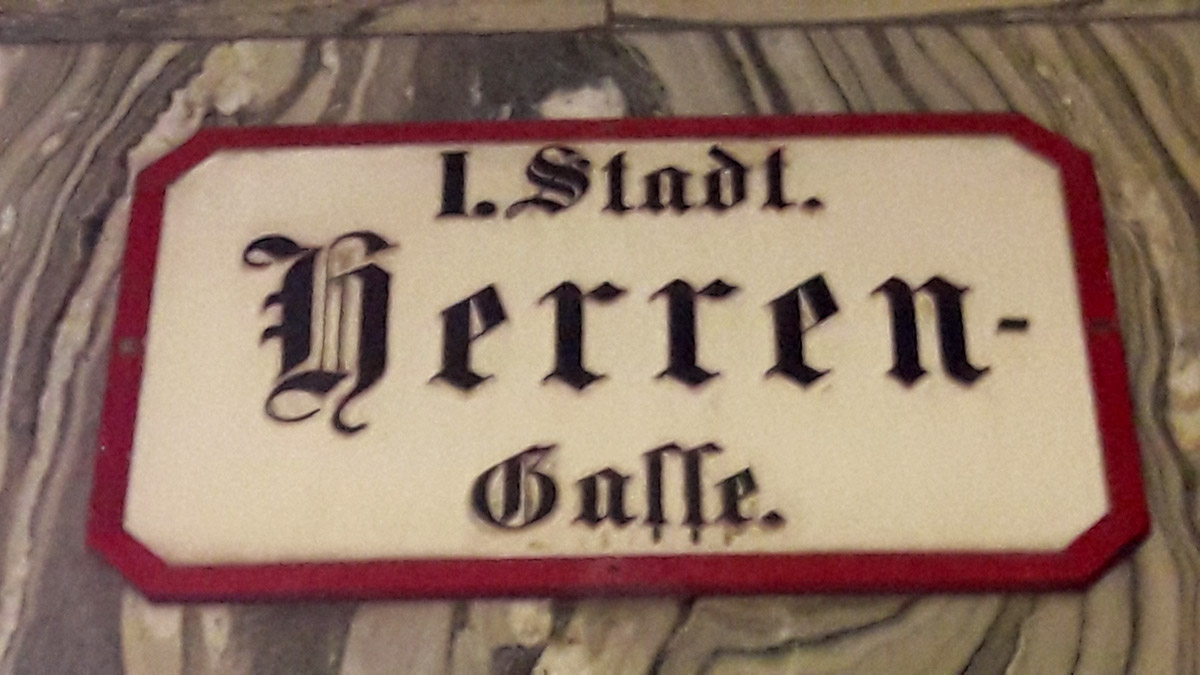 I. Stadt.
Herren-
Gaſſe.